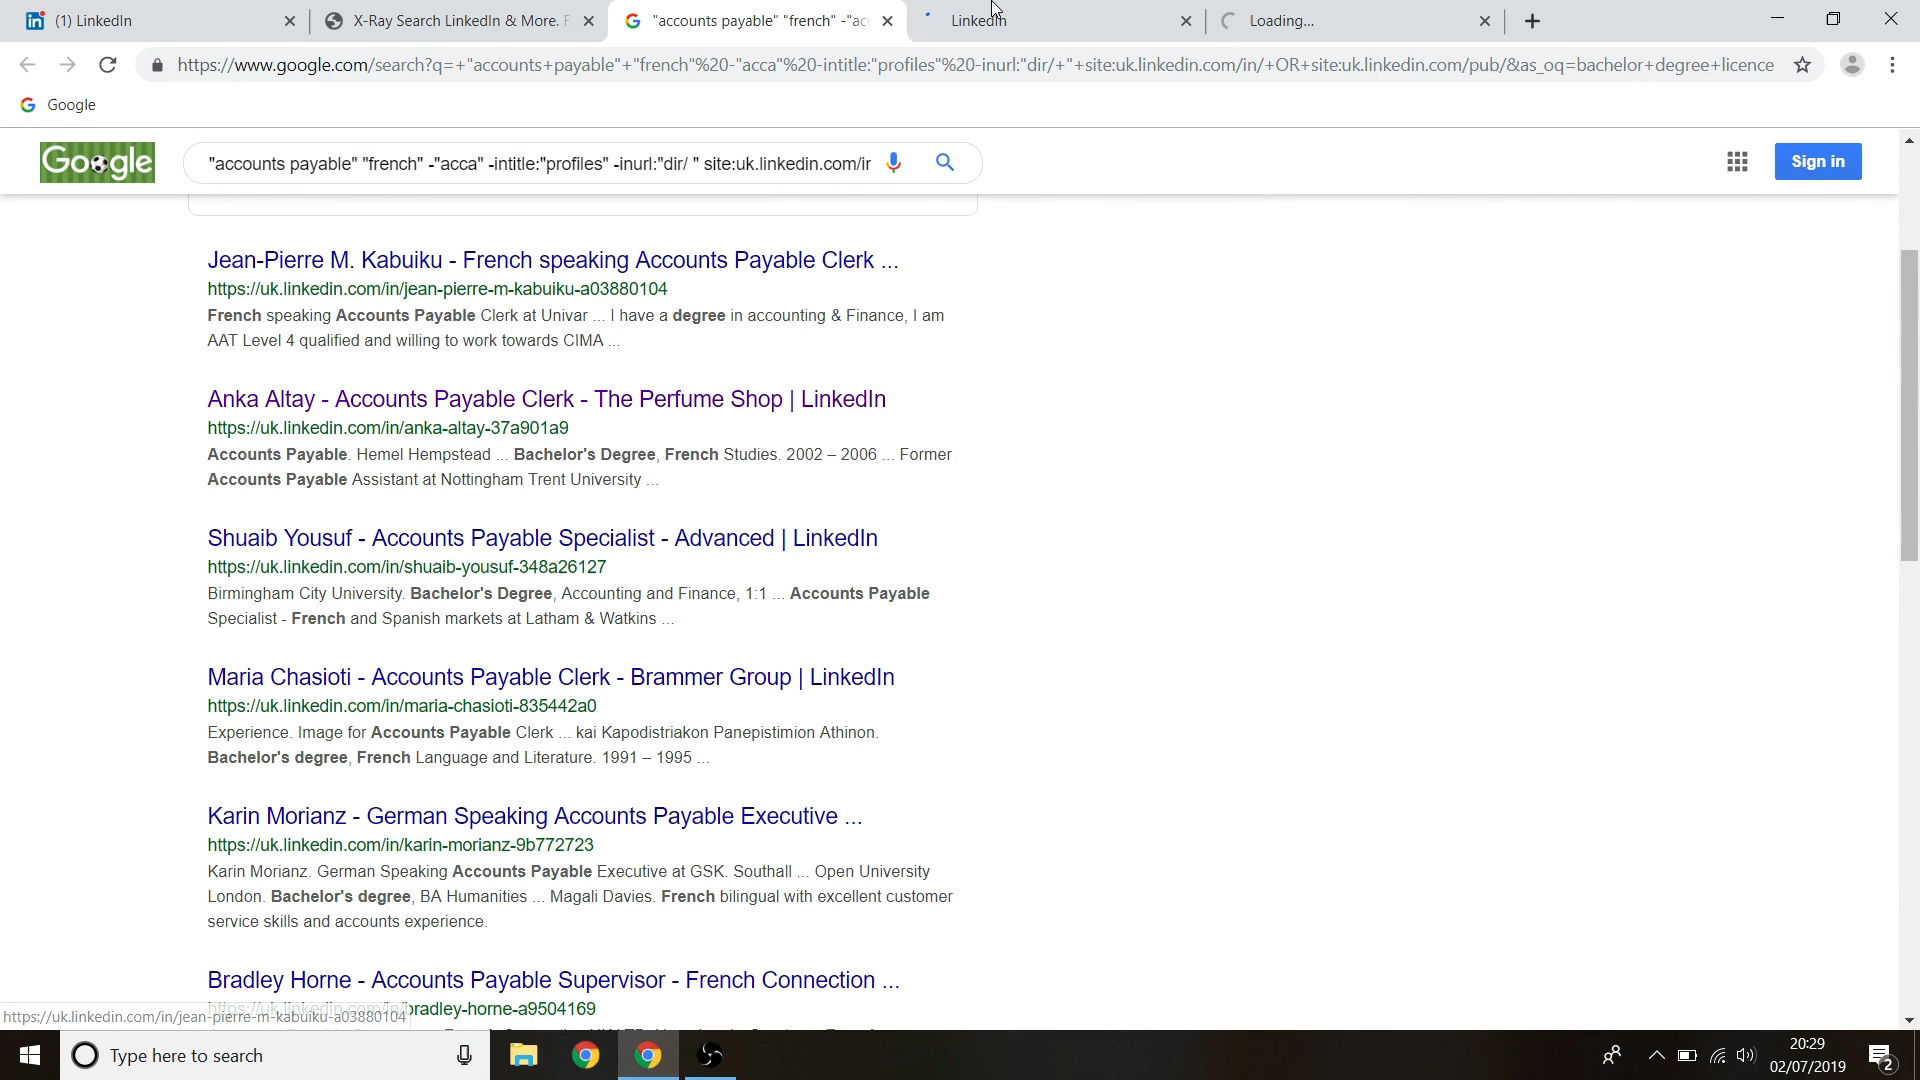 (1) LinkedIn
X-Ray Search LinkedIn & More. F
"accounts payable" "french" -"acc
LinkedIn
Loading...
https://www.google.com/search?q=+"accounts+payable"+"french"%20-"acca"%20-intitle:"profiles"%20-inurl:"dir/+"+site:uk.linkedin.com/in/+OR+site:uk.linkedin.com/pub/&as_oq=bachelor+degree+licence
Google
Google
"accounts payable" "french" -"acca" -intitle:"profiles" -inurl:"dir/ " site:uk.linkedin.com/ir
Sign in
Jean-Pierre M. Kabuiku - French speaking Accounts Payable Clerk ...
https://uk.linkedin.com/in/jean-pierre-m-kabuiku-a03880104
French speaking Accounts Payable Clerk at Univar ... I have a degree in accounting & Finance, I am
AAT Level 4 qualified and willing to work towards CIMA ...
Anka Altay - Accounts Payable Clerk - The Perfume Shop | LinkedIn
https://uk.linkedin.com/in/anka-altay-37a901a9
Accounts Payable. Hemel Hempstead ... Bachelor's Degree, French Studies. 2002 – 2006 ... Former
Accounts Payable Assistant at Nottingham Trent University ...
Shuaib Yousuf - Accounts Payable Specialist - Advanced | LinkedIn
https://uk.linkedin.com/in/shuaib-yousuf-348a26127
Birmingham City University. Bachelor's Degree, Accounting and Finance, 1:1 ... Accounts Payable
Specialist - French and Spanish markets at Latham & Watkins ...
Maria Chasioti - Accounts Payable Clerk - Brammer Group | LinkedIn
https://uk.linkedin.com/in/maria-chasioti-835442a0
Experience. Image for Accounts Payable Clerk ... kai Kapodistriakon Panepistimion Athinon.
Bachelor's degree, French Language and Literature. 1991 – 1995 ...
Karin Morianz - German Speaking Accounts Payable Executive ...
https://uk.linkedin.com/in/karin-morianz-9b772723
Karin Morianz. German Speaking Accounts Payable Executive at GSK. Southall ... Open University
London. Bachelor's degree, BA Humanities ... Magali Davies. French bilingual with excellent customer
service skills and accounts experience.
Bradley Horne - Accounts Payable Supervisor - French Connection ...
https://uk.linkedin.com/in/bradley-horne-a9504169
https://uk.linkedin.com/in/jean-pierre-m-kabuiku-a03880104
Type here to search
20:29
02/07/2019
2